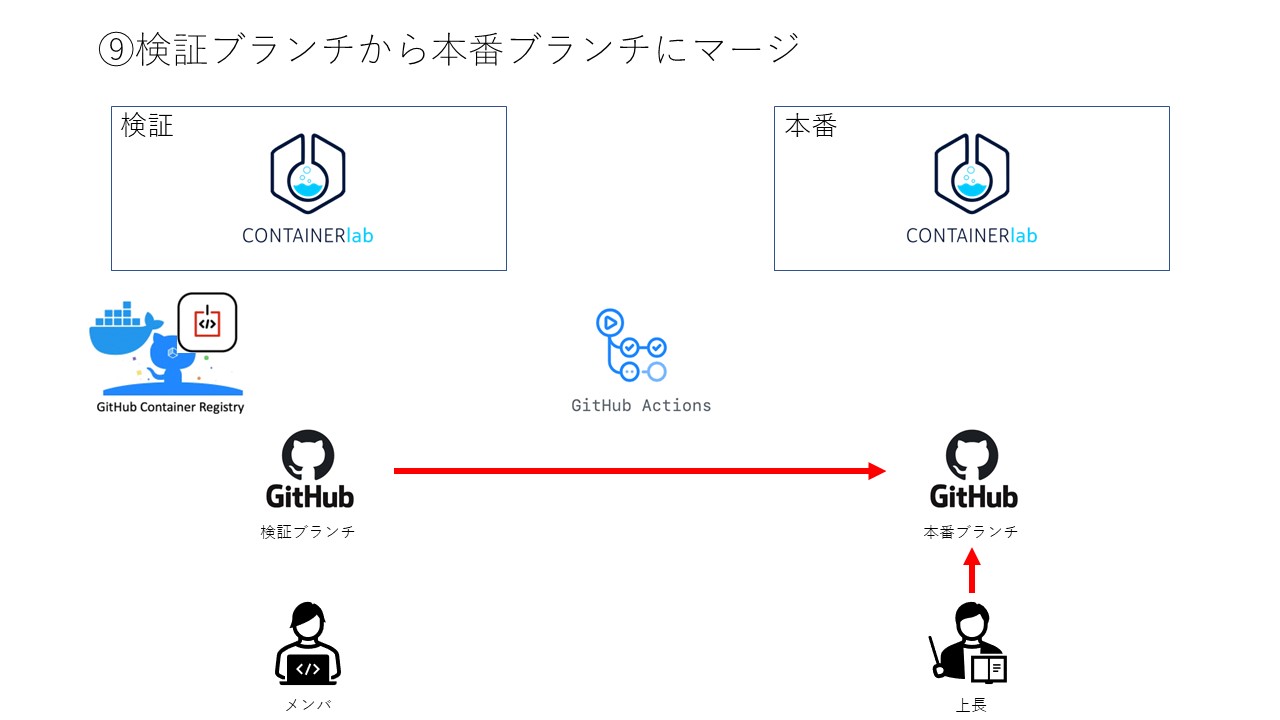 ⑨検証ブランチから本番ブランチにマージ
検証
本番
CONTAINERlab
CONTAINERlab
</>
GitHub Container Registry
GitHub Actions
GitHub
GitHub
検証ブランチ
本番ブランチ
</>
メンバ
上長